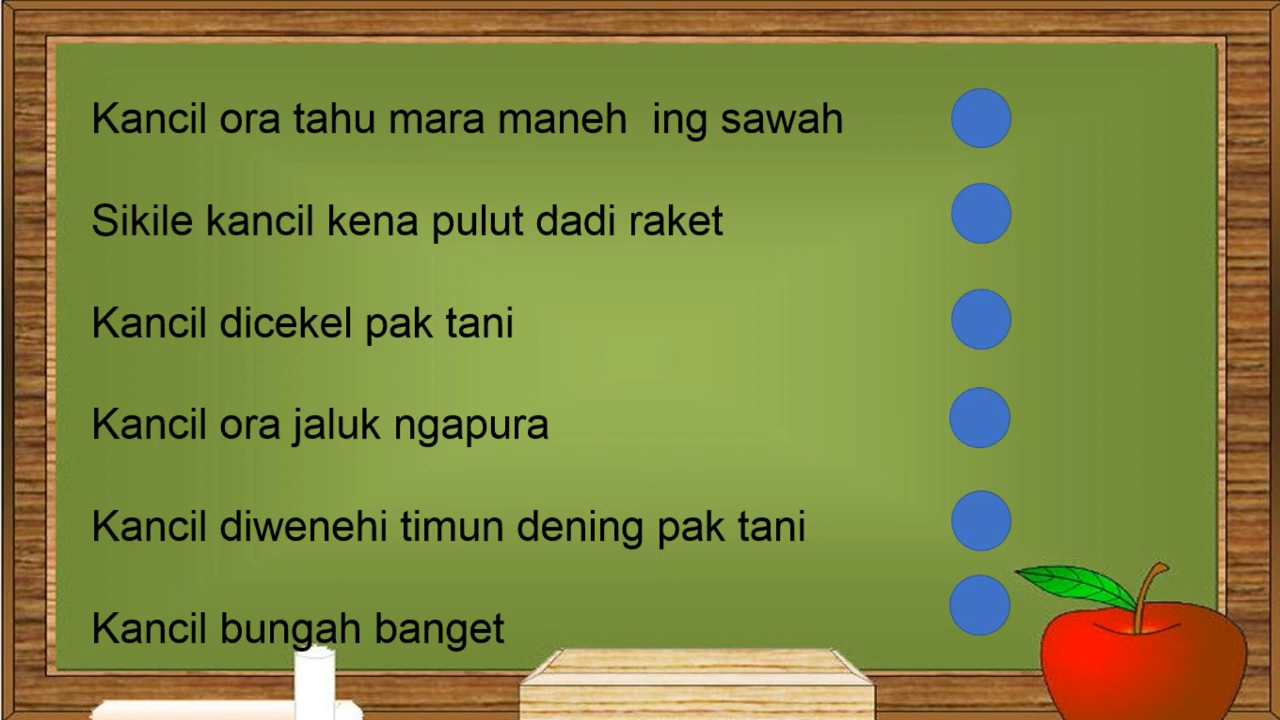 Kancil ora tahu mara maneh  ing sawah
Sikile kancil kena pulut dadi raket
Kancil dicekel pak tani
Kancil ora jaluk ngapura
Kancil diwenehi timun dening pak tani
Kancil bungah banget